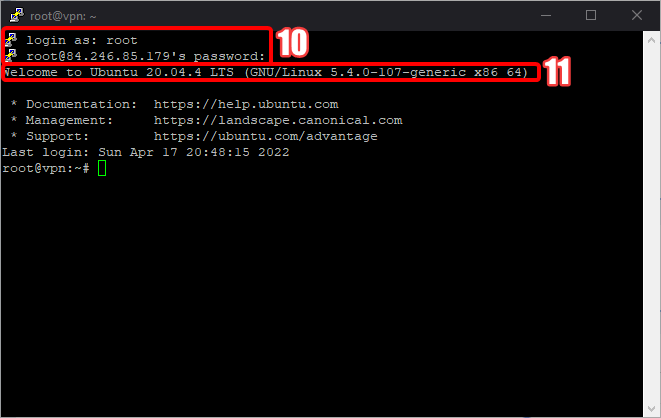 root@vpn: ~
login as: root
10
root@84.246.85.179's password:
Welcome to Ubuntu 20.04.4 LTS (GNU/Linux 5.4.0-107-generic x86 64)
11
* Documentation: https://help.ubuntu.com
* Management: https://landscape.canonical.com
* Support: https://ubuntu.com/advantage
Last login: Sun Apr 17 20:48:15 2022
root@vpn:~#